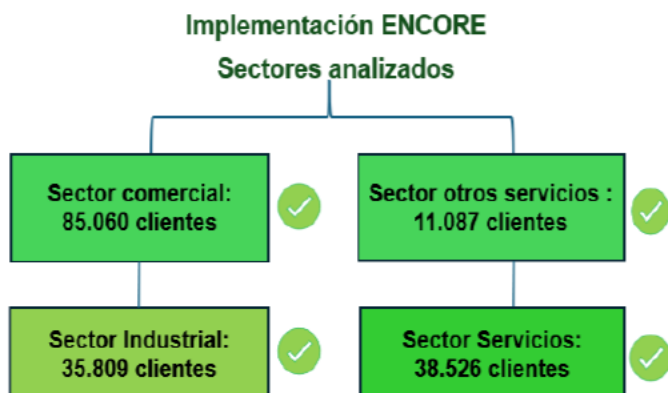 Implementación ENCORE
Sectores analizados
Sector comercial:
85.060 clientes
Sector otros servicios :
11.087 clientes
Sector Industrial:
35.809 clientes
Sector Servicios:
38.526 clientes